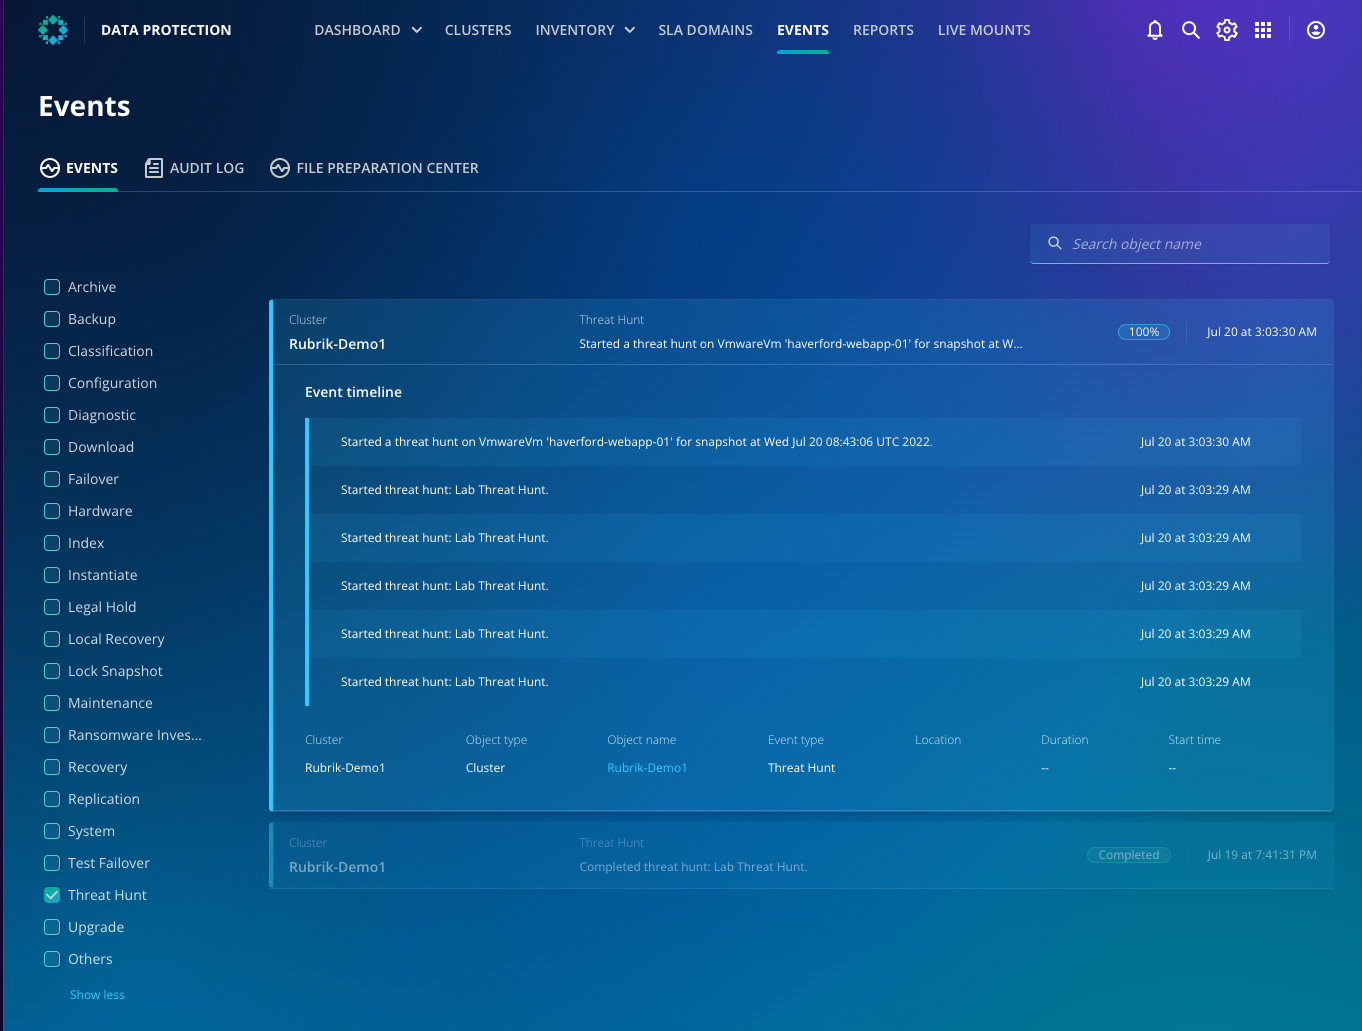 DATA PROTECTION
DASHBOARD CLUSTERS INVENTORY SLA DOMAINS EVENTS REPORTS LIVE MOUNTS
Events
EVENTS AUDIT LOG FILE PREPARATION CENTER
Search object name
Archive
Backup
Classification
Configuration
Diagnostic
Download
Failover
Hardware
Index
Instantiate
Legal Hold
Local Recovery
Lock Snapshot
Maintenance
Ransomware Inves...
Recovery
Replication
System
Test Failover
Threat Hunt
Upgrade
Others
Show less
Cluster Threat Hunt
Rubrik-Demo1 Started a threat hunt on VmwareVm 'haverford-webapp-01' for snapshot at W... 100% Jul 20 at 3:03:30 AM
Event timeline
Started a threat hunt on VmwareVm 'haverford-webapp-01' for snapshot at Wed Jul 20 08:43:06 UTC 2022. Jul 20 at 3:03:30 AM
Started threat hunt: Lab Threat Hunt. Jul 20 at 3:03:29 AM
Started threat hunt: Lab Threat Hunt. Jul 20 at 3:03:29 AM
Started threat hunt: Lab Threat Hunt. Jul 20 at 3:03:29 AM
Started threat hunt: Lab Threat Hunt. Jul 20 at 3:03:29 AM
Started threat hunt: Lab Threat Hunt. Jul 20 at 3:03:29 AM
Cluster Object type Object name Event type Location Duration Start time
Rubrik-Demo1 Cluster Rubrik-Demo1 Threat Hunt -- --
Cluster Threat Hunt
Rubrik-Demo1 Completed threat hunt: Lab Threat Hunt. Completed Jul 19 at 7:41:31 PM